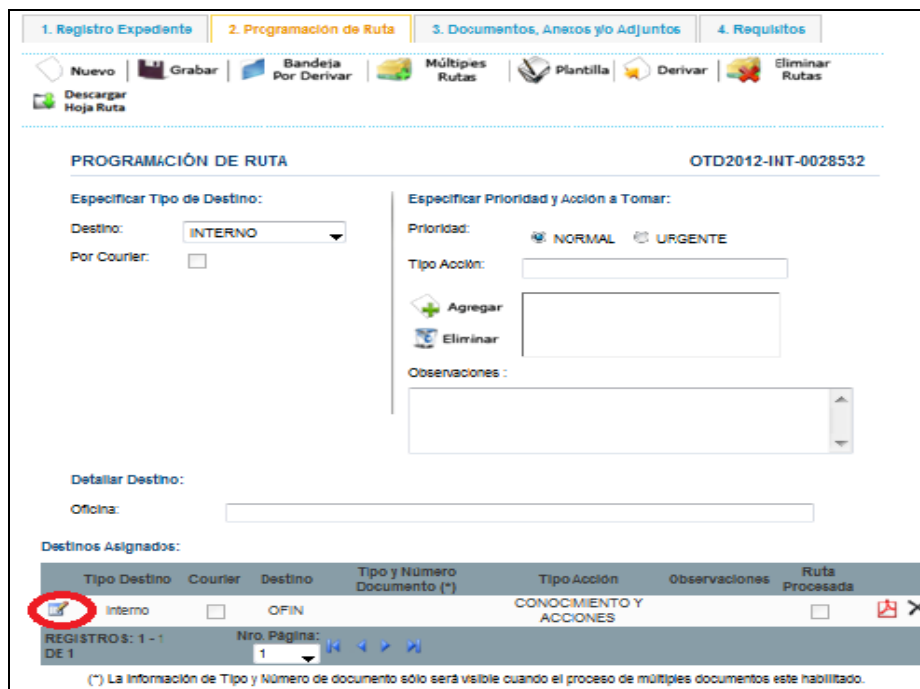 1. Registro Expediente 2. Programación de Ruta 3. Documentos, Anexos y/o Adjuntos 4. Requisitos
Nuevo Grabar Bandeja Por Derivar Múltiples Rutas Plantilla Derivar Eliminar Rutas
Descargar Hoja Ruta
PROGRAMACIÓN DE RUTA OTD2012-INT-0028532
Especificar Tipo de Destino: Especificar Prioridad y Acción a Tomar:
Destino: INTERNO Prioridad: NORMAL URGENTE
Por Courier: Tipo Acción:
Agregar
Eliminar
Observaciones :
Detallar Destino:
Oficina:
Destinos Asignados:
Tipo Destino Courier Destino Tipo y Número Documento (*) Tipo Acción Observaciones Ruta Procesada
Interno OFIN CONOCIMIENTO Y ACCIONES
REGISTROS: 1 - 1 DE 1 Nro. Página: 1
(*) La Información de Tipo y Número de documento sólo será visible cuando el proceso de múltiples documentos este habilitado.